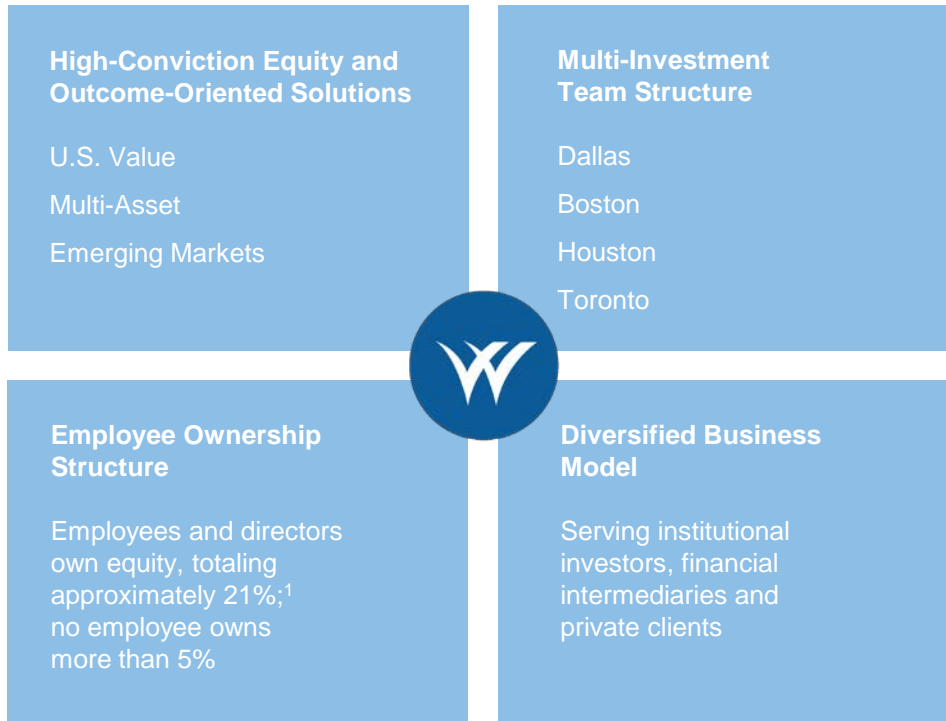 High-Conviction Equity and
Outcome-Oriented Solutions
U.S. Value
Multi-Asset
Emerging Markets
Multi-Investment
Team Structure
Dallas
Boston
Houston
Toronto
Employee Ownership
Structure
Employees and directors
own equity, totaling
approximately 21%;¹
no employee owns
more than 5%
Diversified Business
Model
Serving institutional
investors, financial
intermediaries and
private clients